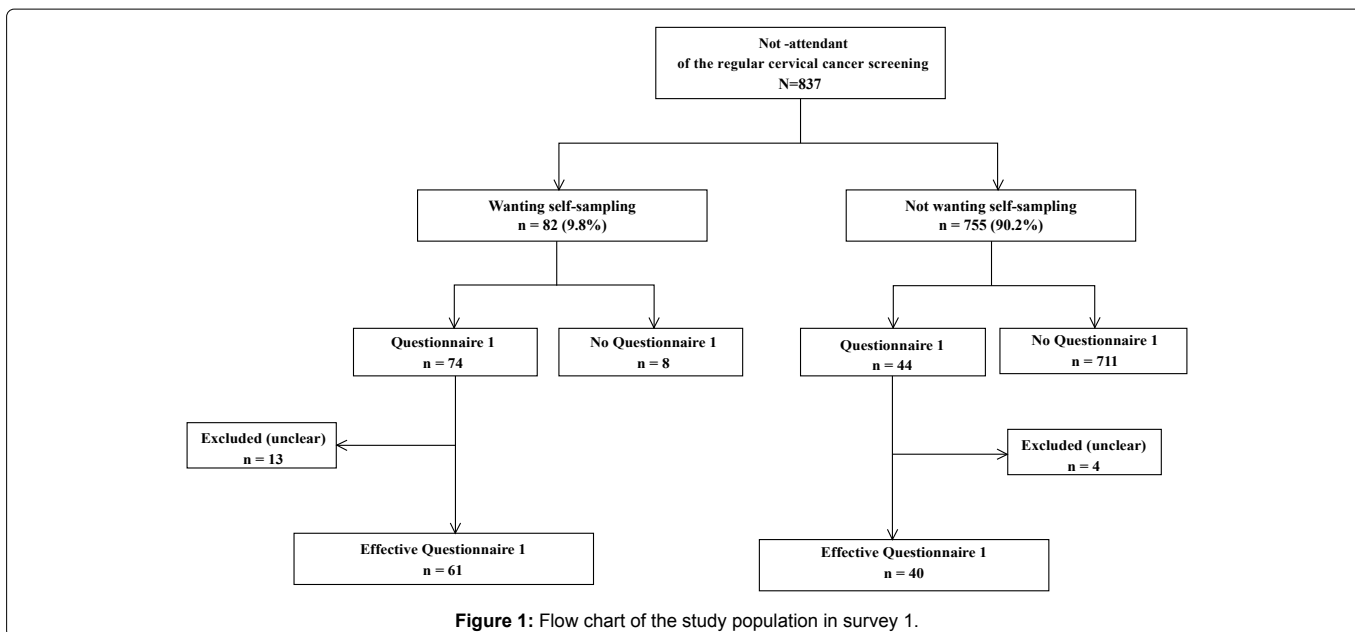 Not -attendant
of the regular cervical cancer screening
N=837
Wanting self-sampling
n = 82 (9.8%)
Not wanting self-sampling
n = 755 (90.2%)
Questionnaire 1
n = 74
No Questionnaire 1
n = 8
Questionnaire 1
n = 44
No Questionnaire 1
n = 711
Excluded (unclear)
n = 13
Excluded (unclear)
n = 4
Effective Questionnaire 1
n = 61
Effective Questionnaire 1
n = 40
Figure 1: Flow chart of the study population in survey 1.